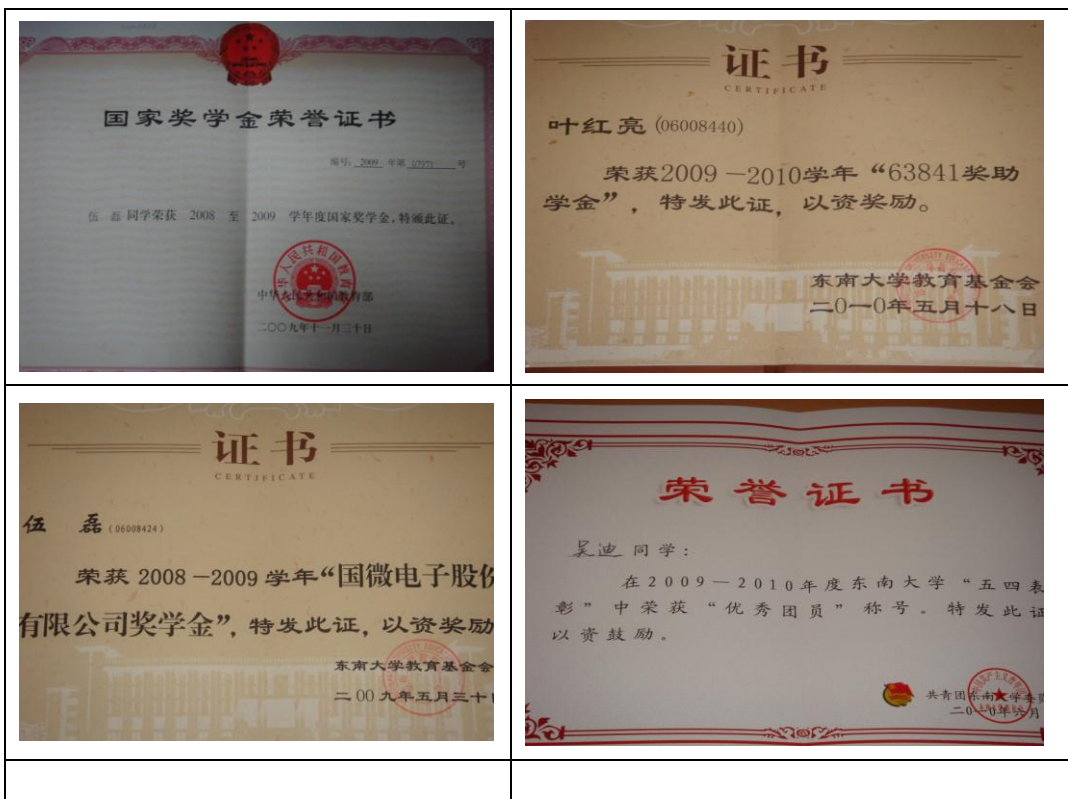 国家奖学金荣誉证书
编号: 2009 年第 07971 号
伍 磊 同学荣获 2008 至 2009 学年度国家奖学金,特颁此证。
中华人民共和国教育部
二〇〇九年十一月三十日
证书
CERTIFICATE
叶红亮 (06008440)
荣获2009—2010学年“63841奖助
学金”,特发此证,以资奖励。
东南大学教育基金会
二0一0年五月十八日
证书
CERTIFICATE
伍 磊 (06008424)
荣获 2008—2009 学年“国微电子股份
有限公司奖学金”,特发此证,以资奖励
东南大学教育基金会
二00九年五月三十
荣誉证书
吴迪 同学:
在2009—2010年度东南大学“五四表
彰”中荣获“优秀团员”称号。特发此证
以资鼓励。
共青团东南大学委员
二0一0年六月